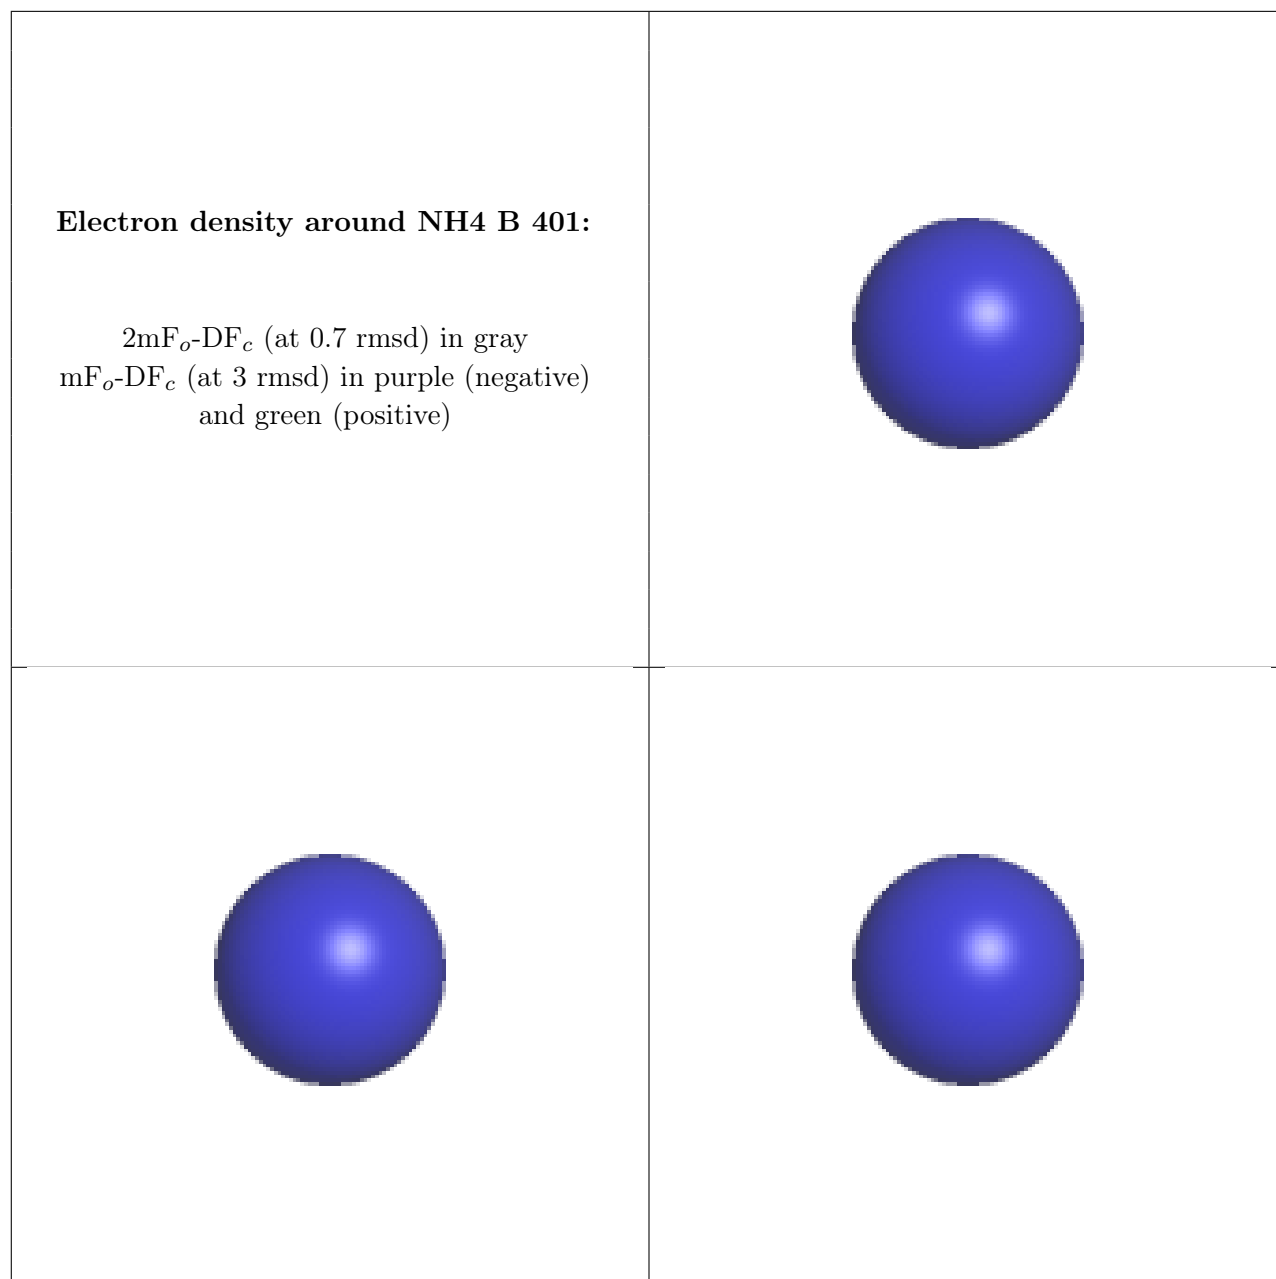 Electron density around NH4 B 401:
2mFo-DFc (at 0.7 rmsd) in gray
mFo-DFc (at 3 rmsd) in purple (negative)
and green (positive)